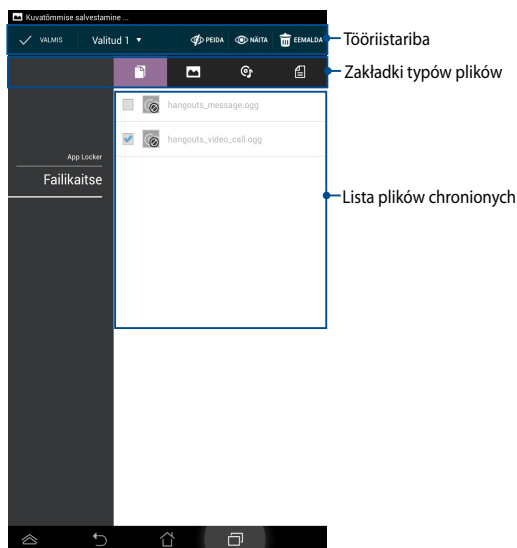 Kuvatõmmise salvestamine ...
VALMIS Valitud 1 PEIDA NÄITA EEMALDA
Tööriistariba
Zakładki typów plików
hangouts_message.ogg
hangouts_video_call.ogg
App Locker
Failikaitse
Lista plików chronionych